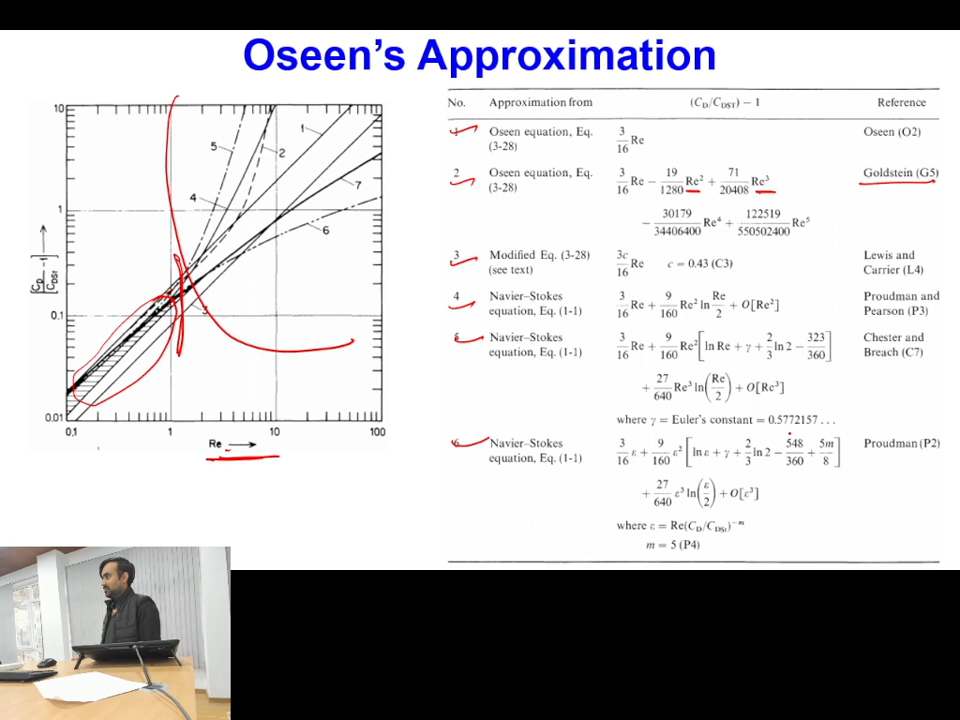 Oseen's Approximation
10
1
0.1
0.01
[C_D/C_DSt − 1]
0.1 1 10 100
Re
5
1
2
4
7
6
3
No. Approximation from (C_D/C_DST) − 1 Reference
1 Oseen equation, Eq. (3-28) 3/16 Re Oseen (O2)
2 Oseen equation, Eq. (3-28) 3/16 Re − 19/1280 Re² + 71/20408 Re³ Goldstein (G5)
− 30179/34406400 Re⁴ + 122519/550502400 Re⁵
3 Modified Eq. (3-28) (see text) 3c/16 Re c = 0.43 (C3) Lewis and Carrier (L4)
4 Navier–Stokes equation, Eq. (1-1) 3/16 Re + 9/160 Re² ln Re/2 + O[Re²] Proudman and Pearson (P3)
5 Navier–Stokes equation, Eq. (1-1) 3/16 Re + 9/160 Re² [ln Re + γ + 2/3 ln 2 − 323/360] Chester and Breach (C7)
+ 27/640 Re³ ln(Re/2) + O[Re³]
where γ = Euler's constant = 0.5772157 . . .
6 Navier–Stokes equation, Eq. (1-1) 3/16 ε + 9/160 ε² [ln ε + γ + 2/3 ln 2 − 548/360 + 5m/8] Proudman (P2)
+ 27/640 ε³ ln(ε/2) + O[ε³]
where ε = Re(C_D/C_DSt)⁻ᵐ
m = 5 (P4)